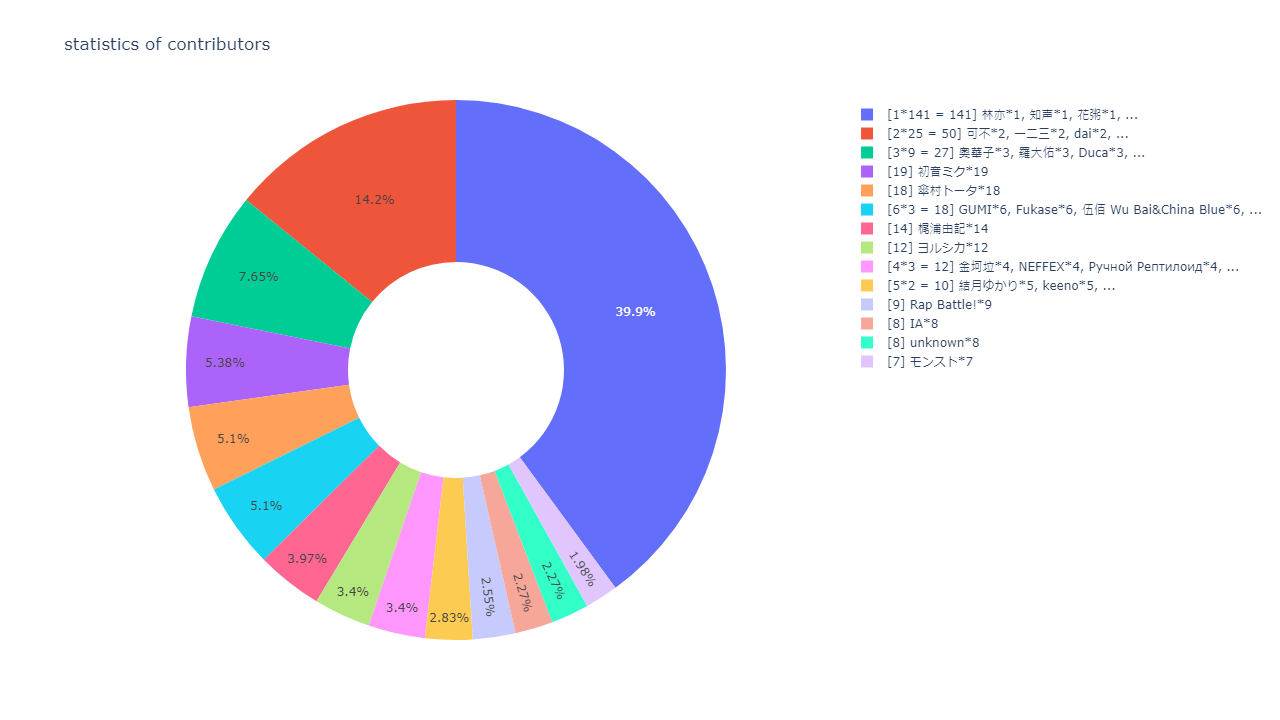 statistics of contributors
39.9%
14.2%
7.65%
5.38%
5.1%
5.1%
3.97%
3.4%
3.4%
2.83%
2.55%
2.27%
2.27%
1.98%
[1*141 = 141] 林亦*1, 知声*1, 花粥*1, ...
[2*25 = 50] 可不*2, 一二三*2, dai*2, ...
[3*9 = 27] 奥華子*3, 羅大佑*3, Duca*3, ...
[19] 初音ミク*19
[18] 傘村トータ*18
[6*3 = 18] GUMI*6, Fukase*6, 伍佰 Wu Bai&China Blue*6, ...
[14] 梶浦由記*14
[12] ヨルシカ*12
[4*3 = 12] 金坷垃*4, NEFFEX*4, Ручной Рептилоид*4, ...
[5*2 = 10] 結月ゆかり*5, keeno*5, ...
[9] Rap Battle!*9
[8] IA*8
[8] unknown*8
[7] モンスト*7